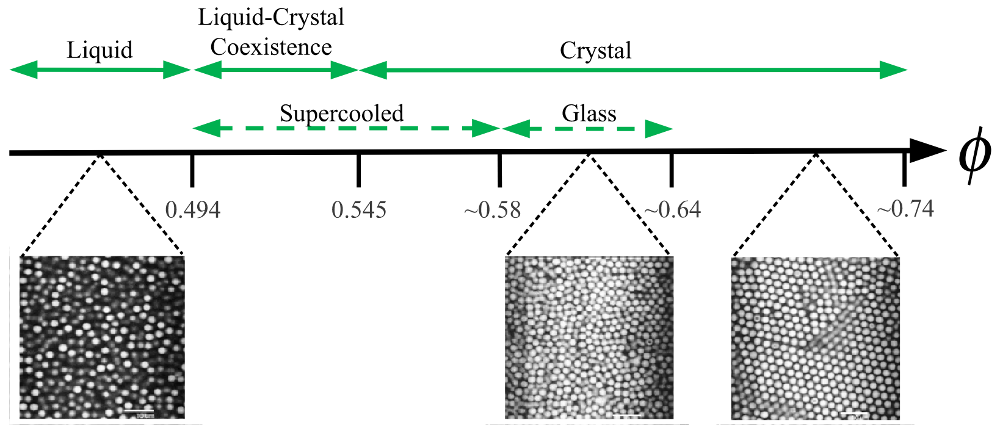 Liquid-Crystal
Coexistence
Liquid
Crystal
Supercooled
Glass
ϕ
0.494
0.545
~0.58
~0.64
~0.74